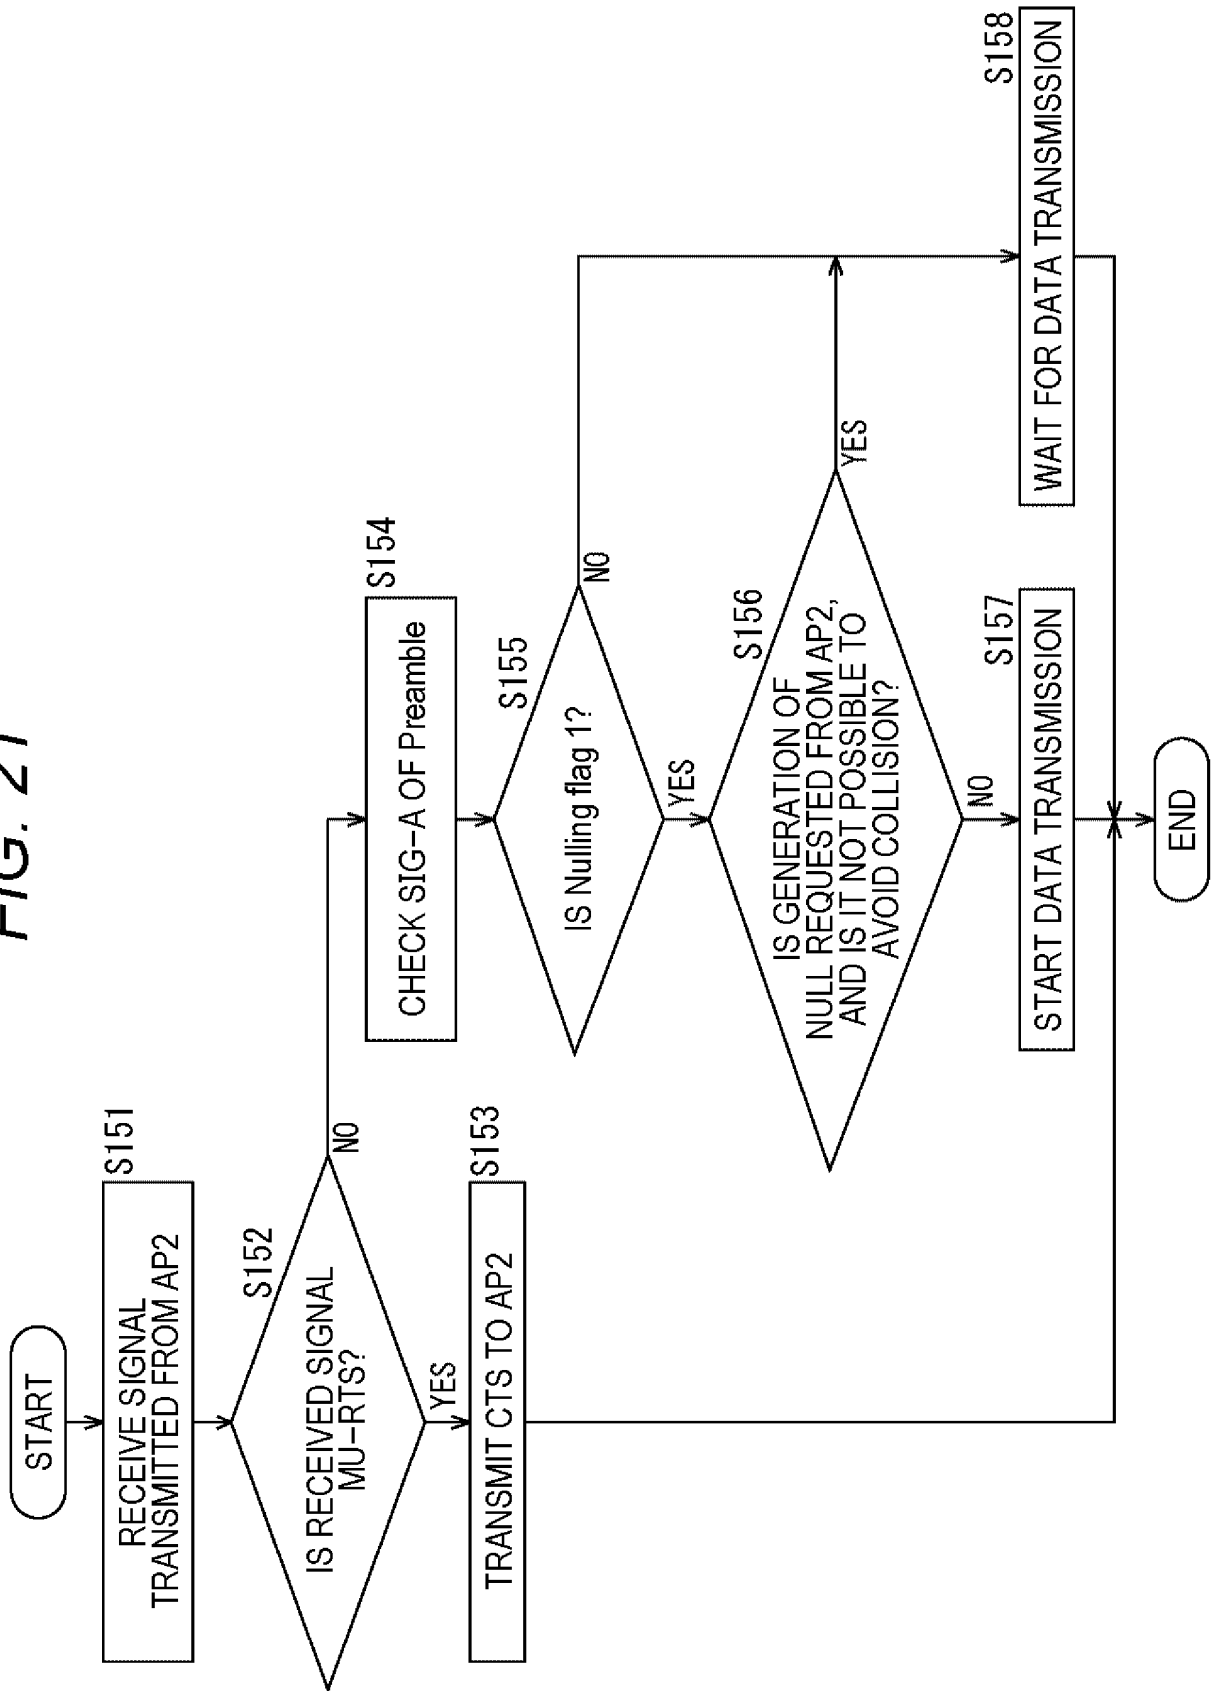 FIG. 21
START
S151
RECEIVE SIGNAL
TRANSMITTED FROM AP2
S152
IS RECEIVED SIGNAL
MU-RTS?
NO
YES
S153
TRANSMIT CTS TO AP2
S154
CHECK SIG-A OF Preamble
S155
IS Nulling flag 1?
NO
YES
S156
IS GENERATION OF
NULL REQUESTED FROM AP2,
AND IS IT NOT POSSIBLE TO
AVOID COLLISION?
YES
NO
S157
START DATA TRANSMISSION
S158
WAIT FOR DATA TRANSMISSION
END